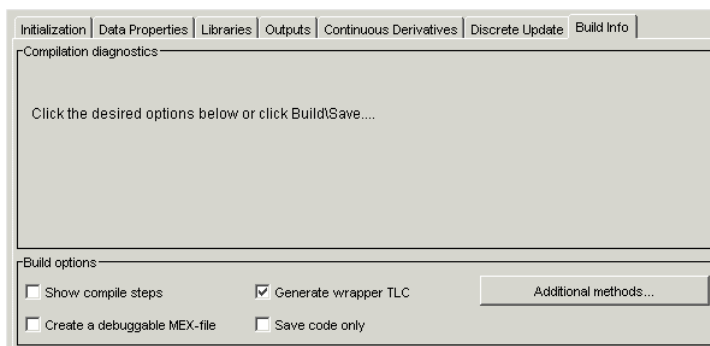 Initialization Data Properties Libraries Outputs Continuous Derivatives Discrete Update Build Info
Compilation diagnostics
Click the desired options below or click Build\Save....
Build options
Show compile steps Generate wrapper TLC Additional methods...
Create a debuggable MEX-file Save code only